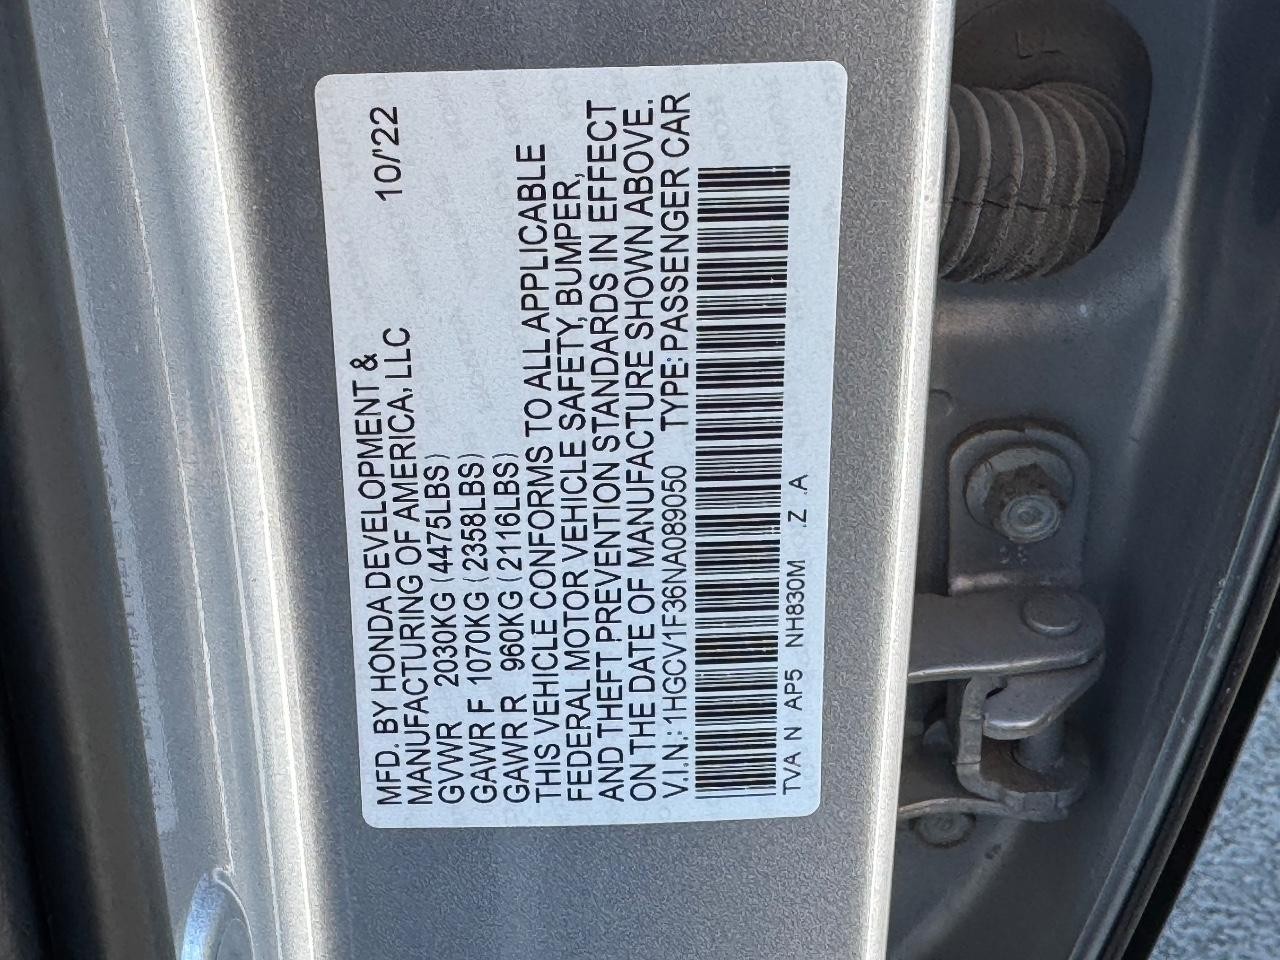 MFD. BY HONDA DEVELOPMENT &
MANUFACTURING OF AMERICA, LLC 10/'22
GVWR 2030KG (4475LBS)
GAWR F 1070KG (2358LBS)
GAWR R 960KG (2116LBS)
THIS VEHICLE CONFORMS TO ALL APPLICABLE
FEDERAL MOTOR VEHICLE SAFETY, BUMPER,
AND THEFT PREVENTION STANDARDS IN EFFECT
ON THE DATE OF MANUFACTURE SHOWN ABOVE.
V.I.N.: 1HGCV1F36NA089050 TYPE: PASSENGER CAR
TVA N AP5 NH830M .Z .A